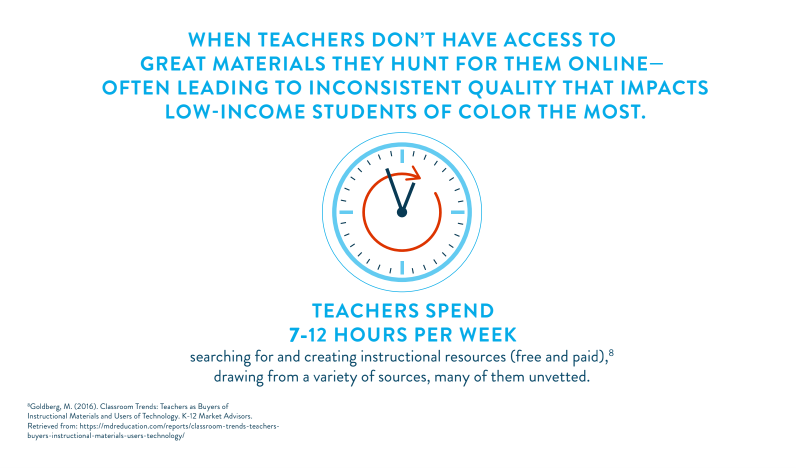 WHEN TEACHERS DON’T HAVE ACCESS TO
GREAT MATERIALS THEY HUNT FOR THEM ONLINE—
OFTEN LEADING TO INCONSISTENT QUALITY THAT IMPACTS
LOW-INCOME STUDENTS OF COLOR THE MOST.
TEACHERS SPEND
7-12 HOURS PER WEEK
searching for and creating instructional resources (free and paid),⁸
drawing from a variety of sources, many of them unvetted.
⁸Goldberg, M. (2016). Classroom Trends: Teachers as Buyers of
Instructional Materials and Users of Technology. K-12 Market Advisors.
Retrieved from: https://mdreducation.com/reports/classroom-trends-teachers-
buyers-instructional-materials-users-technology/